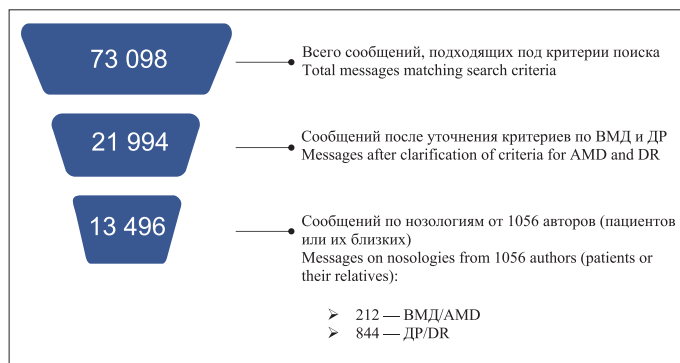 73 098
Всего сообщений, подходящих под критерии поиска
Total messages matching search criteria
21 994
Сообщений после уточнения критериев по ВМД и ДР
Messages after clarification of criteria for AMD and DR
13 496
Сообщений по нозологиям от 1056 авторов (пациентов
или их близких)
Messages on nosologies from 1056 authors (patients or
their relatives):
➢ 212 — ВМД/AMD
➢ 844 — ДР/DR